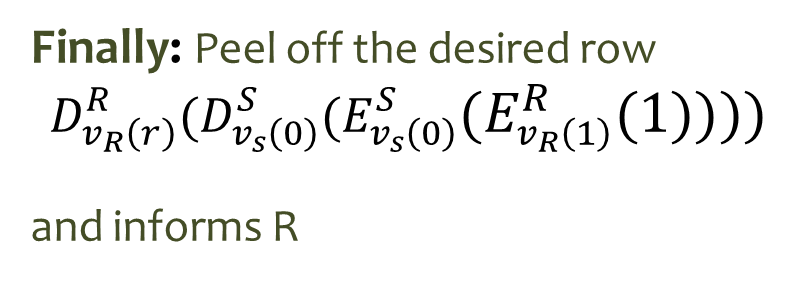 Finally: Peel off the desired row
D^R_{v_R(r)}(D^S_{v_s(0)}(E^S_{v_s(0)}(E^R_{v_R(1)}(1))))
and informs R